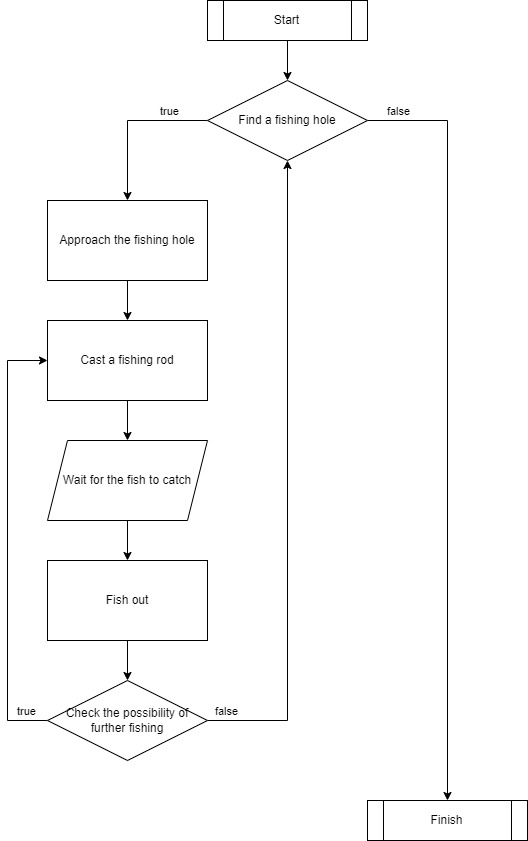 Start
true
Find a fishing hole
false
Approach the fishing hole
Cast a fishing rod
Wait for the fish to catch
Fish out
true
Check the possibility of
further fishing
false
Finish